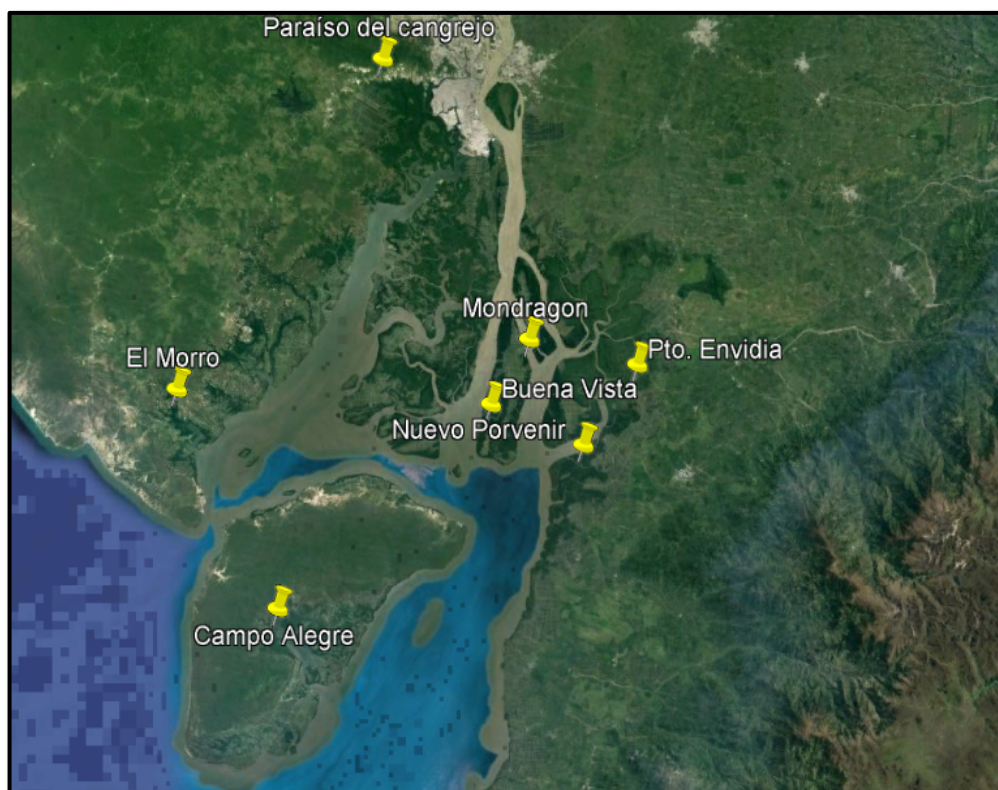 Paraíso del cangrejo
Mondragon
El Morro
Pto. Envidia
Buena Vista
Nuevo Porvenir
Campo Alegre